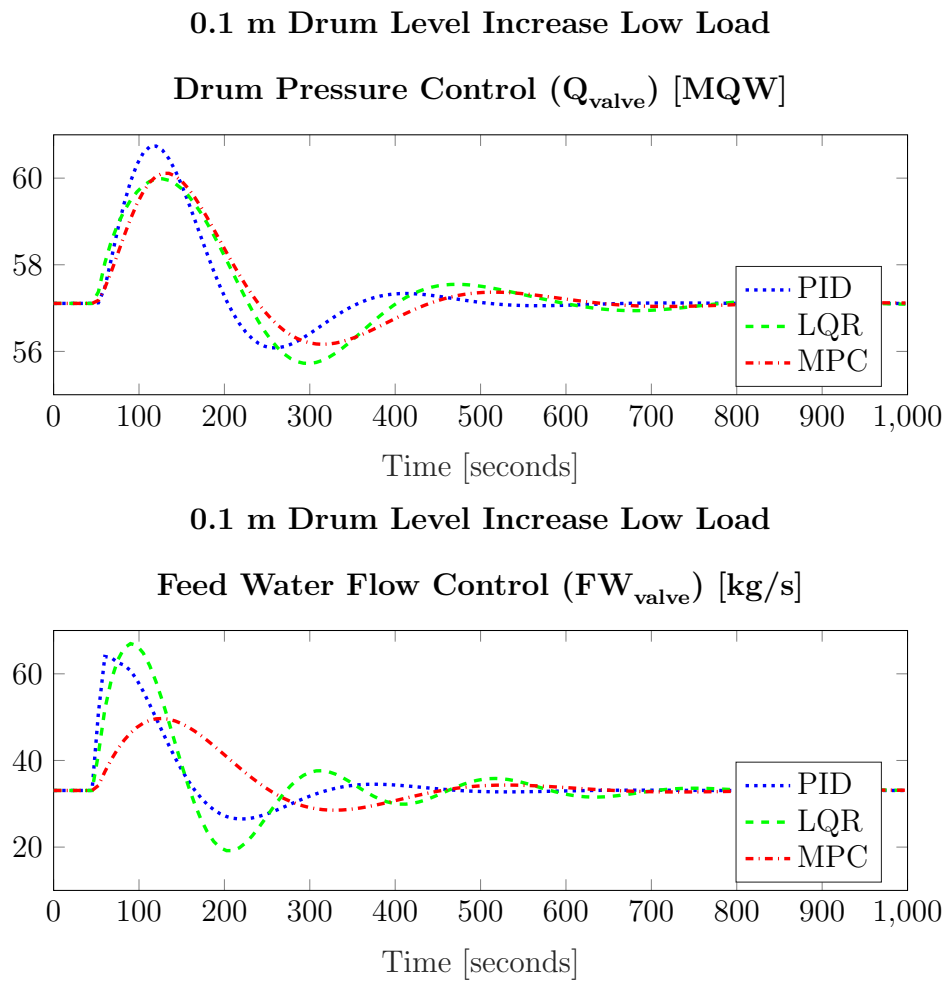 0.1 m Drum Level Increase Low Load
Drum Pressure Control (Q_valve) [MQW]
60
58
56
PID
LQR
MPC
0 100 200 300 400 500 600 700 800 900 1,000
Time [seconds]
0.1 m Drum Level Increase Low Load
Feed Water Flow Control (FW_valve) [kg/s]
60
40
20
PID
LQR
MPC
0 100 200 300 400 500 600 700 800 900 1,000
Time [seconds]